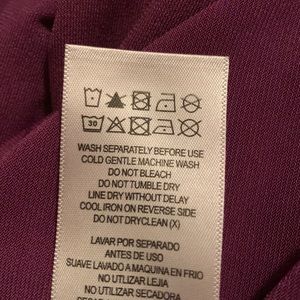 30
WASH SEPARATELY BEFORE USE
COLD GENTLE MACHINE WASH
DO NOT BLEACH
DO NOT TUMBLE DRY
LINE DRY WITHOUT DELAY
COOL IRON ON REVERSE SIDE
DO NOT DRYCLEAN (X)
LAVAR POR SEPARADO
ANTES DE USO
SUAVE LAVADO A MAQUINA EN FRIO
NO UTILIZAR LEJIA
NO UTILIZAR SECADORA